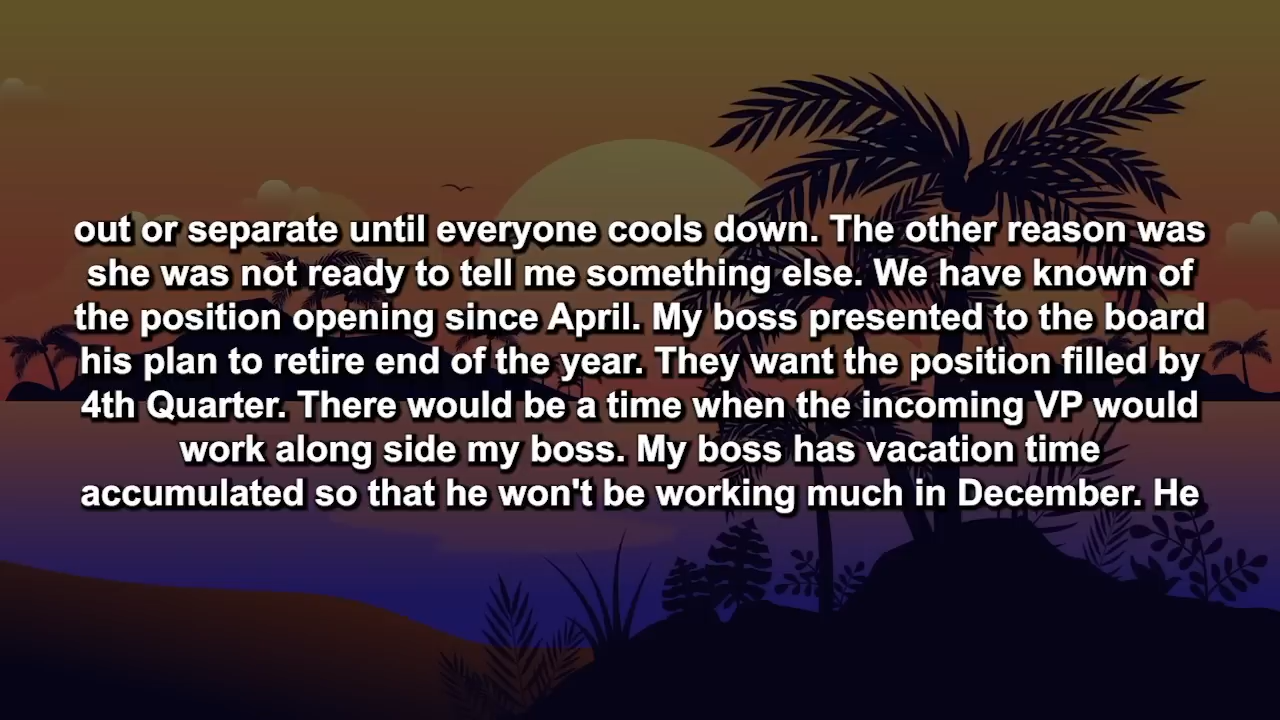 out or separate until everyone cools down. The other reason was
she was not ready to tell me something else. We have known of
the position opening since April. My boss presented to the board
his plan to retire end of the year. They want the position filled by
4th Quarter. There would be a time when the incoming VP would
work along side my boss. My boss has vacation time
accumulated so that he won't be working much in December. He